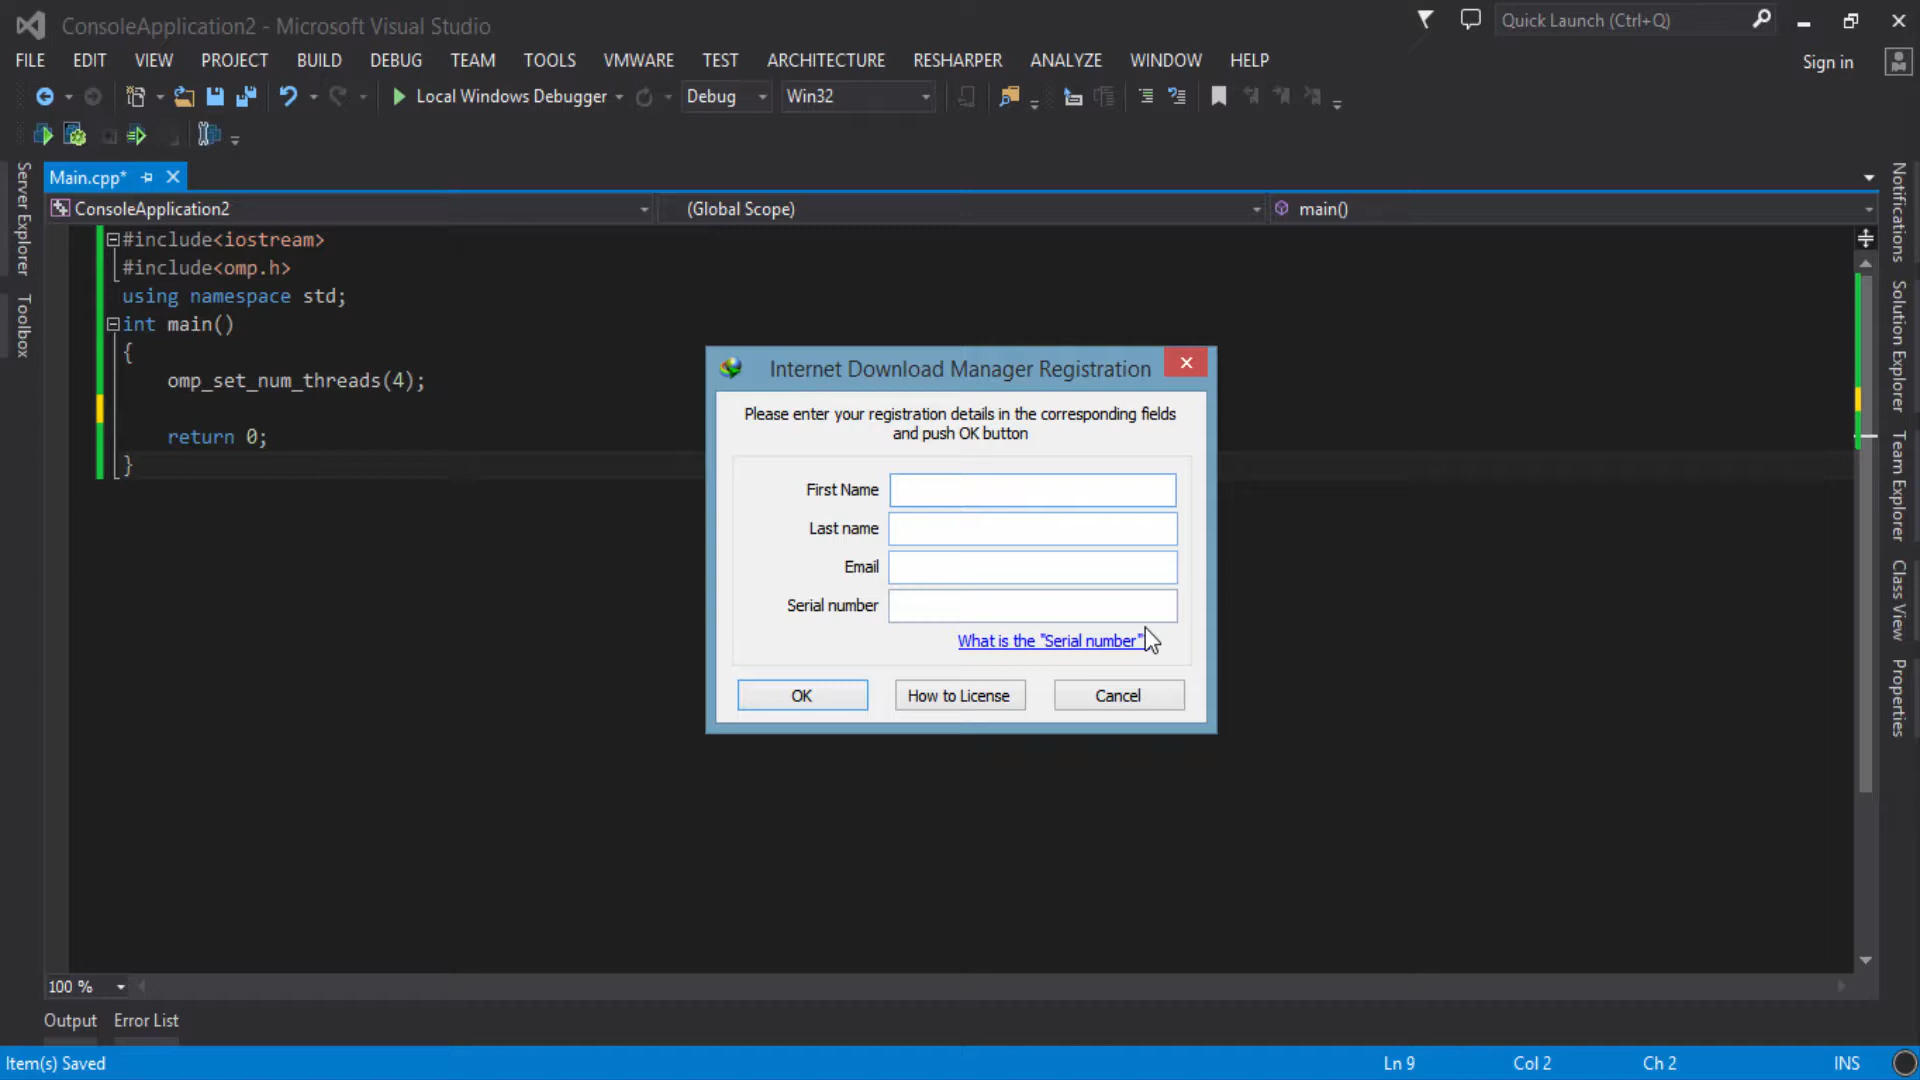 ConsoleApplication2 - Microsoft Visual Studio
Quick Launch (Ctrl+Q)
FILE EDIT VIEW PROJECT BUILD DEBUG TEAM TOOLS VMWARE TEST ARCHITECTURE RESHARPER ANALYZE WINDOW HELP
Sign in
Local Windows Debugger Debug Win32
Main.cpp*
ConsoleApplication2 (Global Scope) main()
#include<iostream>
#include<omp.h>
using namespace std;
int main()
{
omp_set_num_threads(4);
return 0;
}
Internet Download Manager Registration
Please enter your registration details in the corresponding fields
and push OK button
First Name
Last name
Email
Serial number
What is the "Serial number"
OK How to License Cancel
Server Explorer
Toolbox
Notifications
Solution Explorer
Team Explorer
Class View
Properties
100 %
Output Error List
Item(s) Saved
Ln 9 Col 2 Ch 2 INS